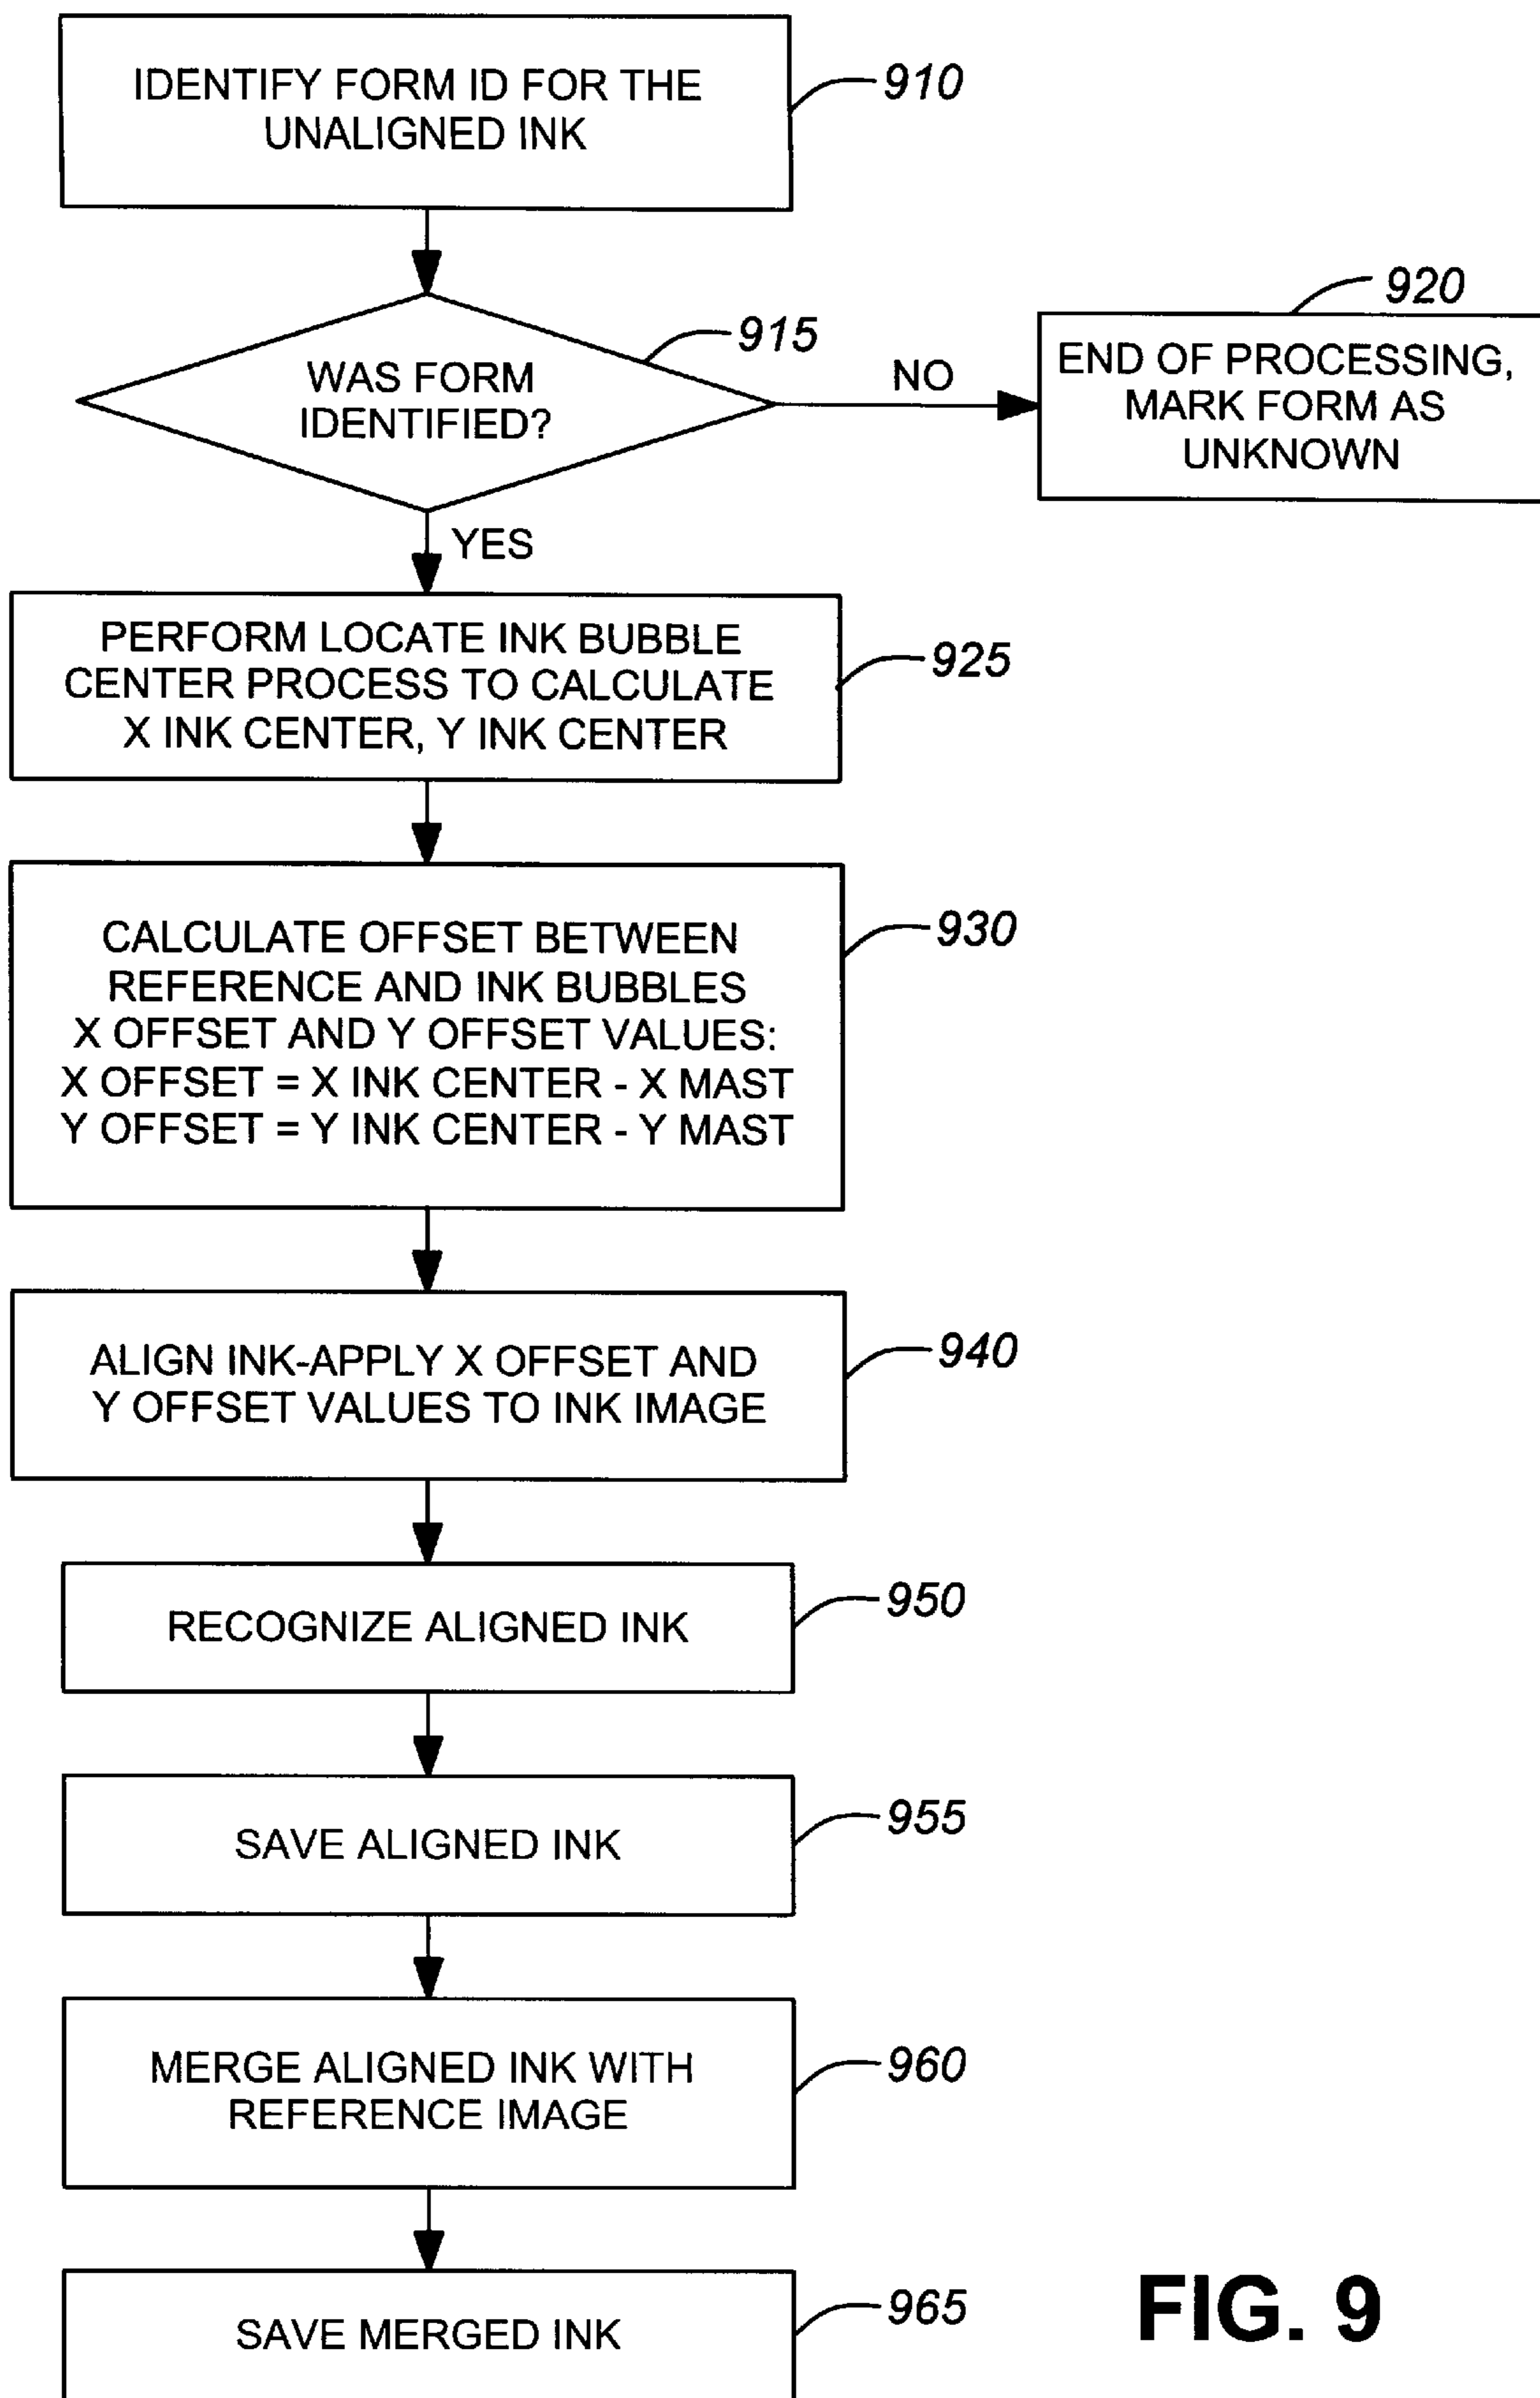 IDENTIFY FORM ID FOR THE
UNALIGNED INK
910
WAS FORM
IDENTIFIED?
915
NO
920
END OF PROCESSING,
MARK FORM AS
UNKNOWN
YES
PERFORM LOCATE INK BUBBLE
CENTER PROCESS TO CALCULATE
X INK CENTER, Y INK CENTER
925
CALCULATE OFFSET BETWEEN
REFERENCE AND INK BUBBLES
X OFFSET AND Y OFFSET VALUES:
X OFFSET = X INK CENTER - X MAST
Y OFFSET = Y INK CENTER - Y MAST
930
ALIGN INK-APPLY X OFFSET AND
Y OFFSET VALUES TO INK IMAGE
940
RECOGNIZE ALIGNED INK
950
SAVE ALIGNED INK
955
MERGE ALIGNED INK WITH
REFERENCE IMAGE
960
SAVE MERGED INK
965
FIG. 9